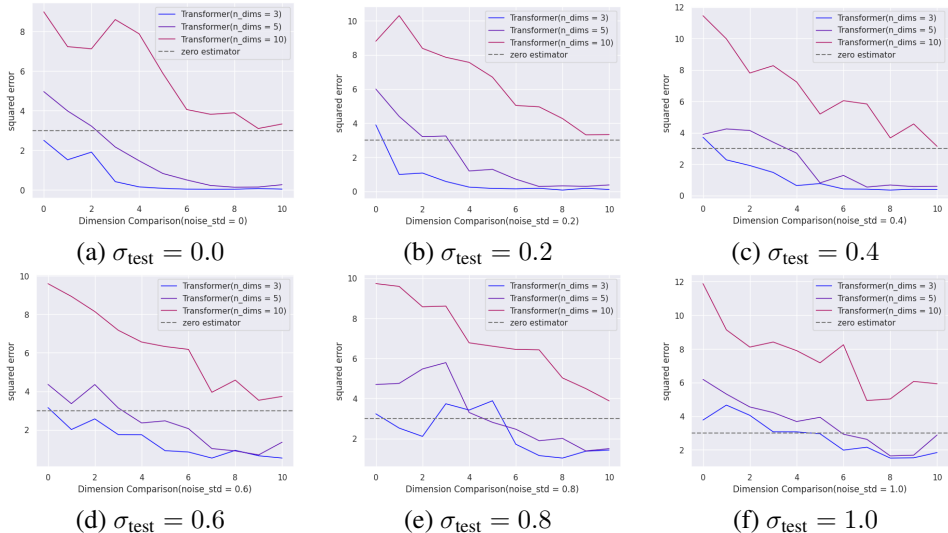 Transformer(n_dims = 3)
Transformer(n_dims = 5)
Transformer(n_dims = 10)
zero estimator
squared error
8
6
4
2
0
0 2 4 6 8 10
Dimension Comparison(noise_std = 0)
(a) σtest = 0.0
Transformer(n_dims = 3)
Transformer(n_dims = 5)
Transformer(n_dims = 10)
zero estimator
squared error
10
8
6
4
2
0
0 2 4 6 8 10
Dimension Comparison(noise_std = 0.2)
(b) σtest = 0.2
Transformer(n_dims = 3)
Transformer(n_dims = 5)
Transformer(n_dims = 10)
zero estimator
squared error
12
10
8
6
4
2
0
0 2 4 6 8 10
Dimension Comparison(noise_std = 0.4)
(c) σtest = 0.4
Transformer(n_dims = 3)
Transformer(n_dims = 5)
Transformer(n_dims = 10)
zero estimator
squared error
10
8
6
4
2
0 2 4 6 8 10
Dimension Comparison(noise_std = 0.6)
(d) σtest = 0.6
Transformer(n_dims = 3)
Transformer(n_dims = 5)
Transformer(n_dims = 10)
zero estimator
squared error
10
8
6
4
2
0 2 4 6 8 10
Dimension Comparison(noise_std = 0.8)
(e) σtest = 0.8
Transformer(n_dims = 3)
Transformer(n_dims = 5)
Transformer(n_dims = 10)
zero estimator
squared error
12
10
8
6
4
2
0 2 4 6 8 10
Dimension Comparison(noise_std = 1.0)
(f) σtest = 1.0